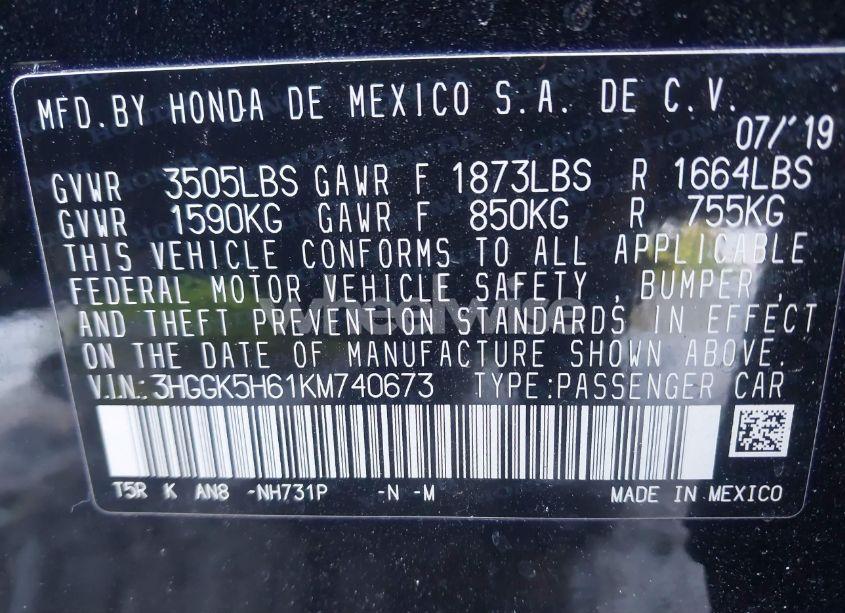 MFD.BY HONDA DE MEXICO S.A. DE C.V.
07/'19
GVWR 3505LBS GAWR F 1873LBS R 1664LBS
GVWR 1590KG GAWR F 850KG R 755KG
THIS VEHICLE CONFORMS TO ALL APPLICABLE
FEDERAL MOTOR VEHICLE SAFETY , BUMPER ,
AND THEFT PREVENTION STANDARDS IN EFFECT
ON THE DATE OF MANUFACTURE SHOWN ABOVE.
V.I.N.:3HGGK5H61KM740673 TYPE:PASSENGER CAR
T5R K AN8 -NH731P -N -M MADE IN MEXICO